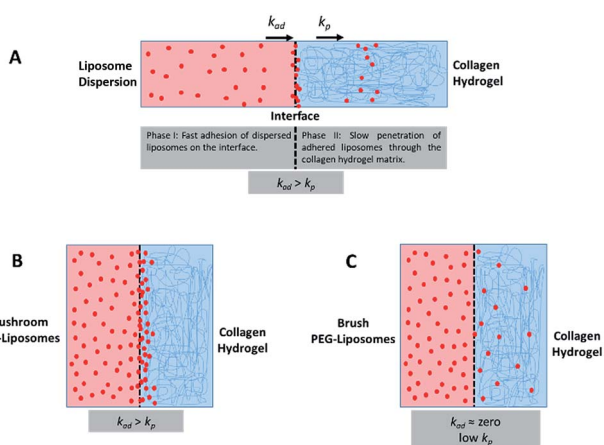 k_ad k_p
A
Liposome
Dispersion
Collagen
Hydrogel
Interface
Phase I: Fast adhesion of dispersed
liposomes on the interface.
Phase II: Slow penetration of
adhered liposomes through the
collagen hydrogel matrix.
k_ad > k_p
B
ushroom
-Liposomes
Collagen
Hydrogel
k_ad > k_p
C
Brush
PEG-Liposomes
Collagen
Hydrogel
k_ad ≈ zero
low k_p